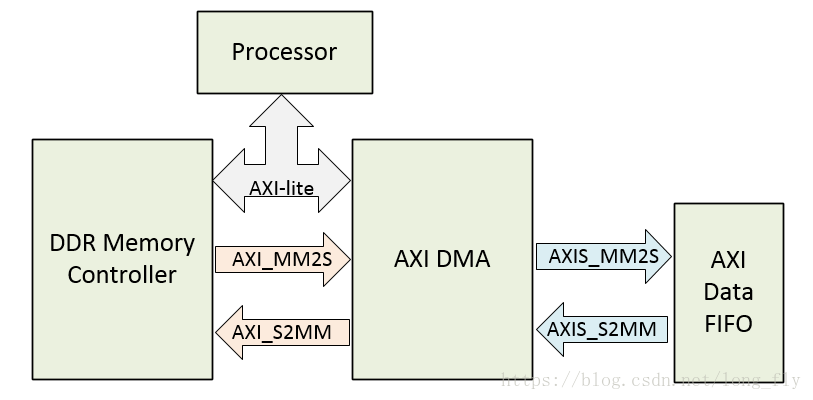 Processor
AXI-lite
DDR Memory
Controller
AXI_MM2S
AXI_S2MM
AXI DMA
AXIS_MM2S
AXIS_S2MM
AXI
Data
FIFO
https://blog.csdn.net/long_fly